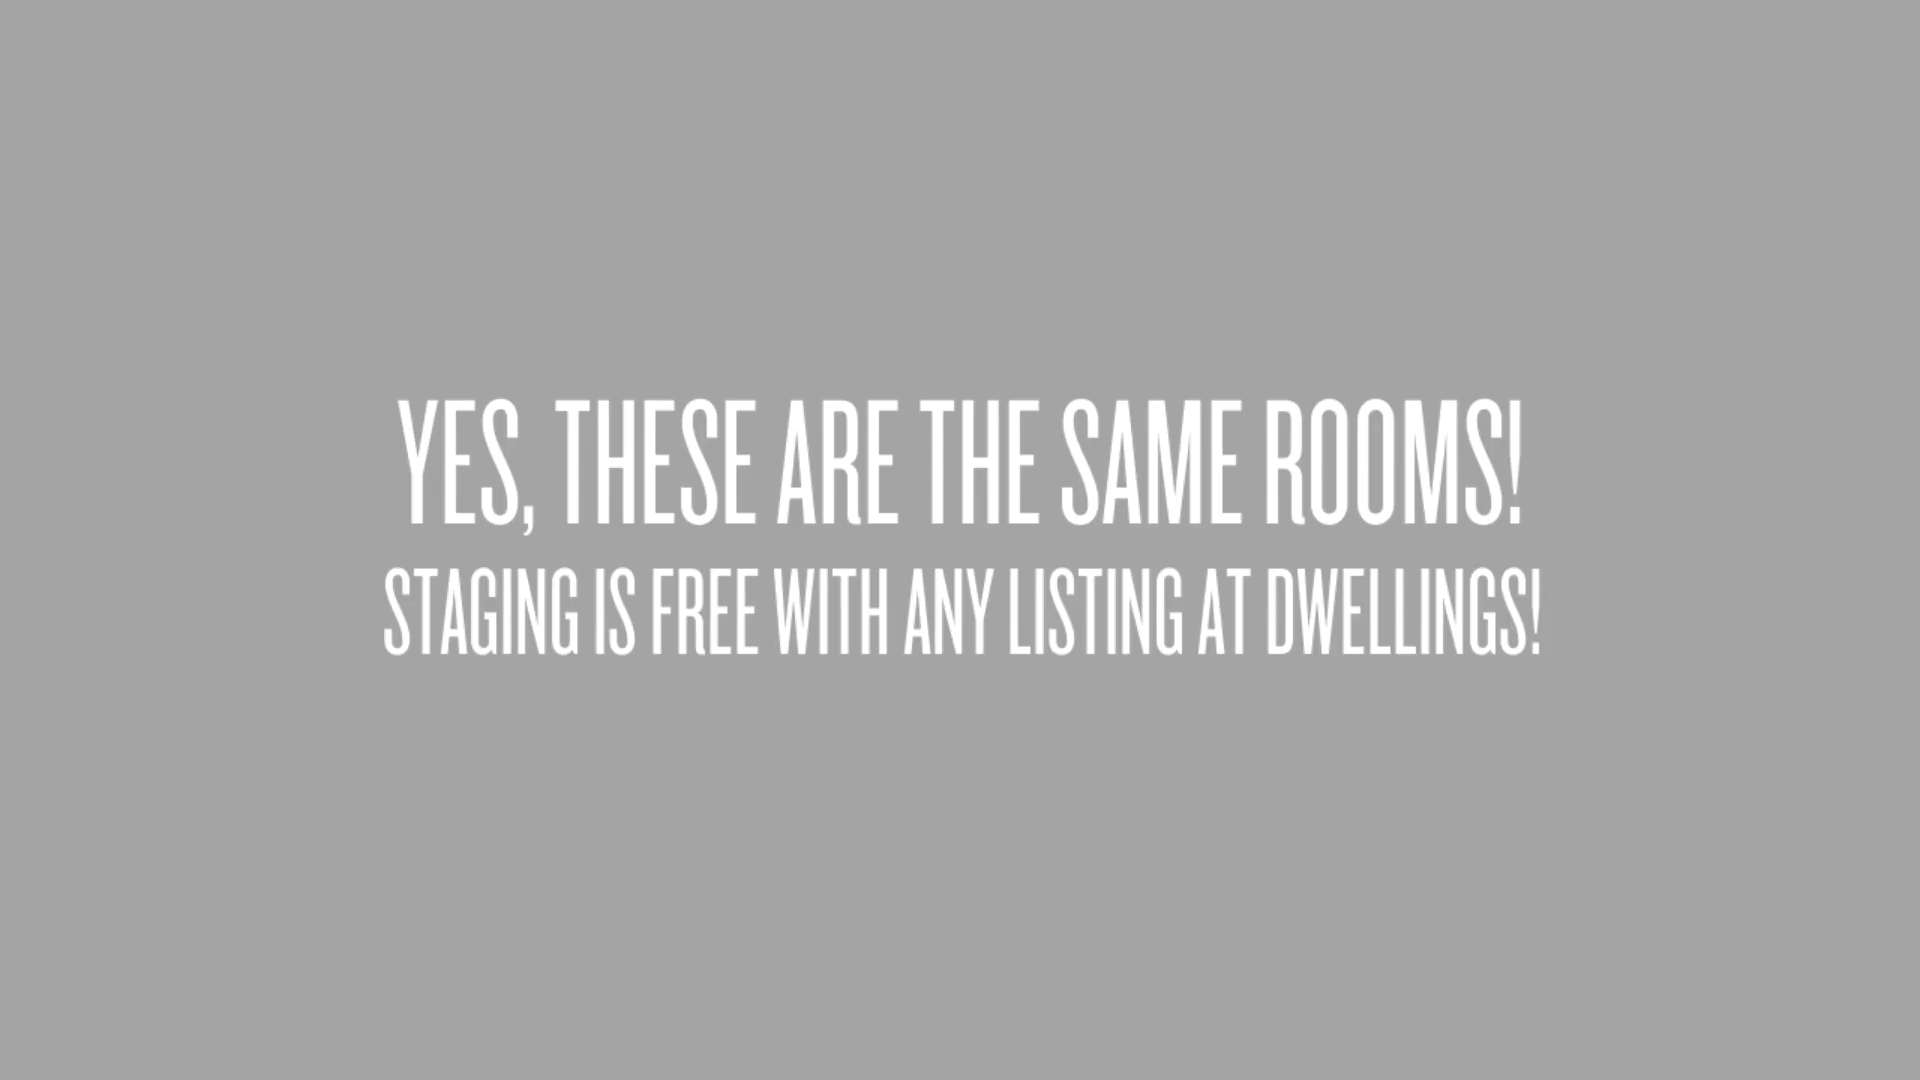 YES, THESE ARE THE SAME ROOMS!
STAGING IS FREE WITH ANY LISTING AT DWELLINGS!